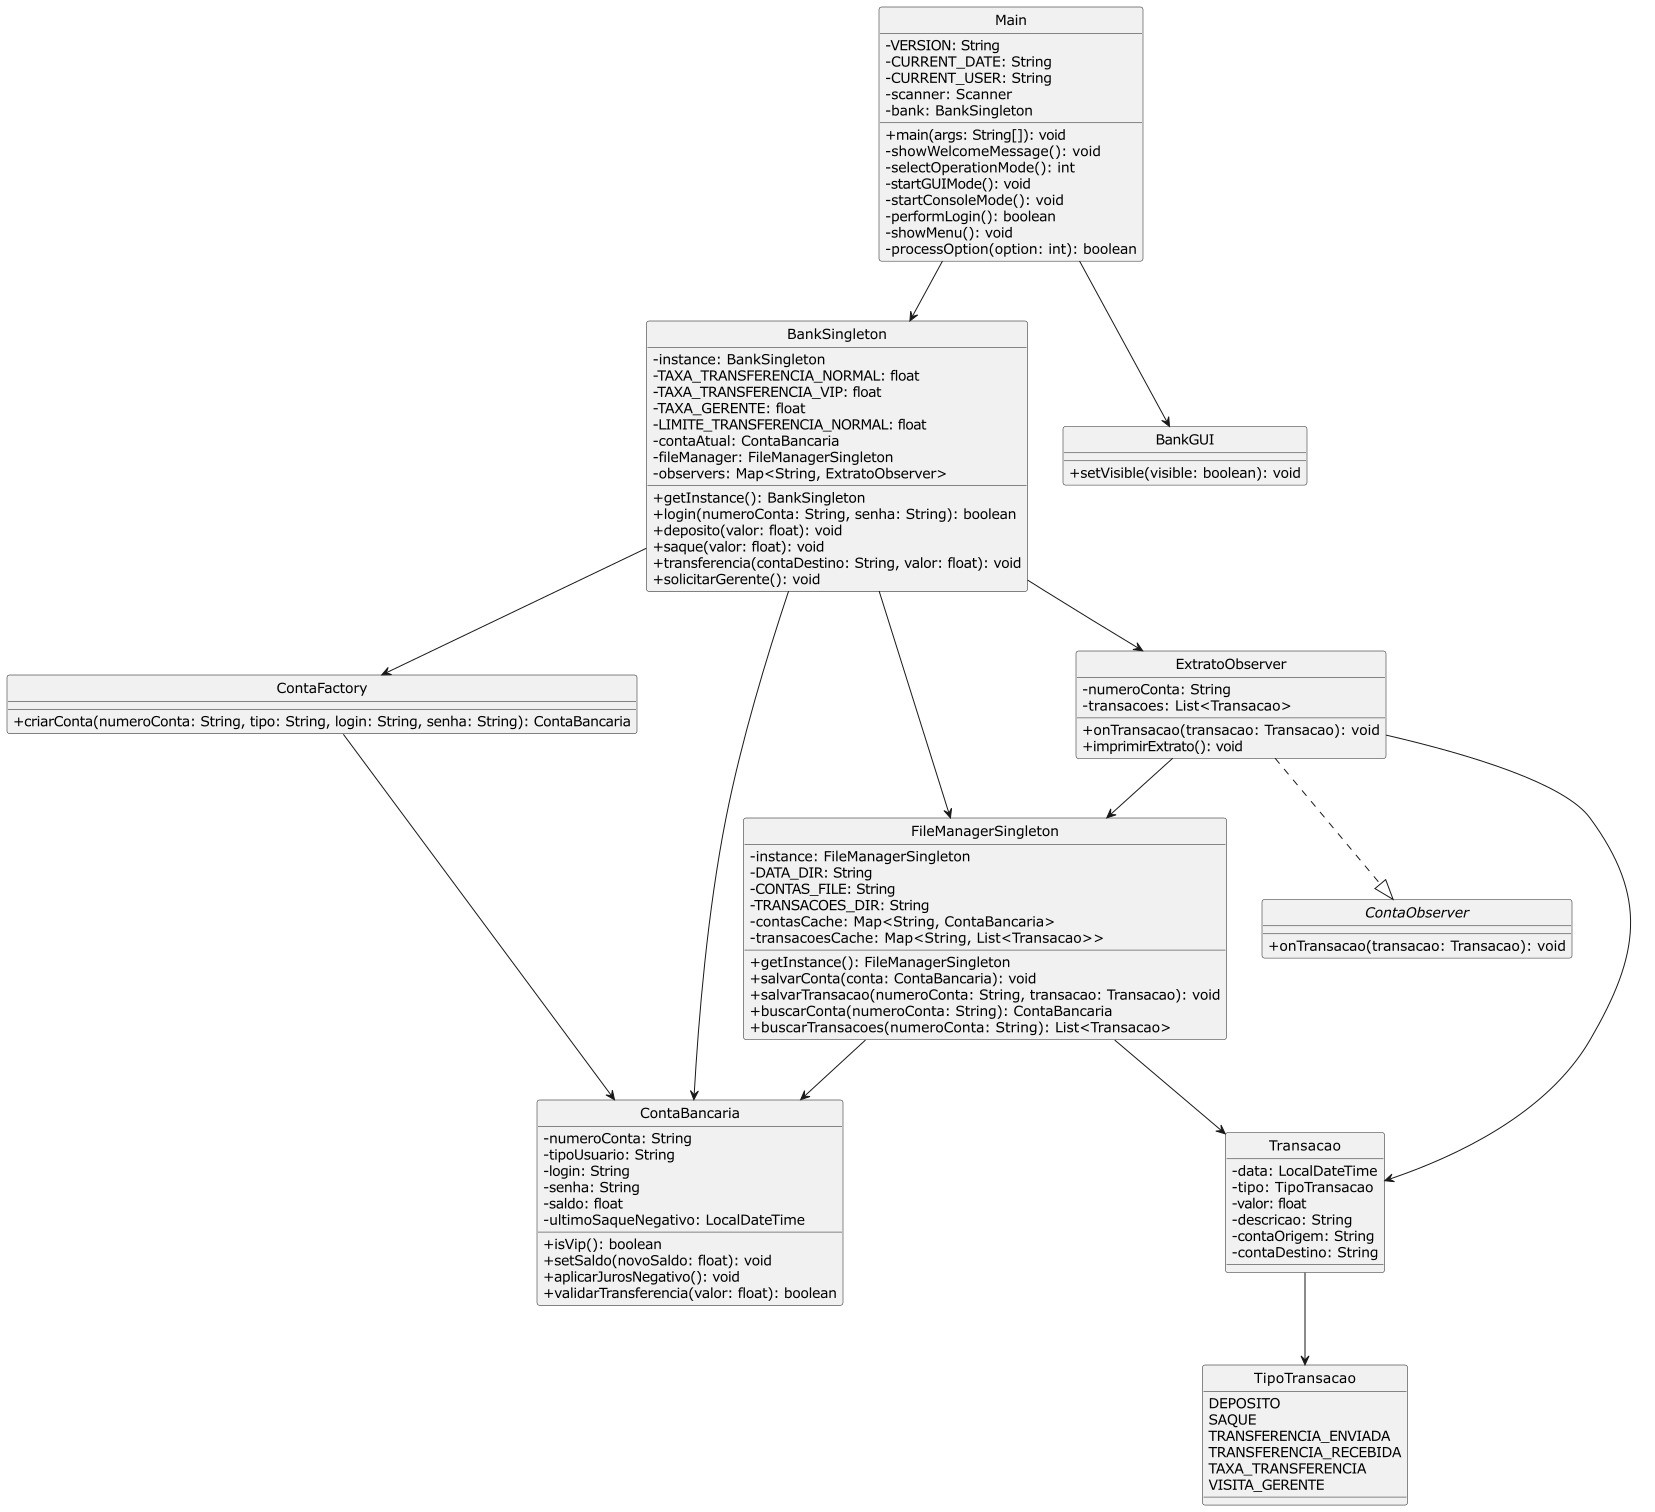 Main
-VERSION: String
-CURRENT_DATE: String
-CURRENT_USER: String
-scanner: Scanner
-bank: BankSingleton
+main(args: String[]): void
-showWelcomeMessage(): void
-selectOperationMode(): int
-startGUIMode(): void
-startConsoleMode(): void
-performLogin(): boolean
-showMenu(): void
-processOption(option: int): boolean
BankSingleton
-instance: BankSingleton
-TAXA_TRANSFERENCIA_NORMAL: float
-TAXA_TRANSFERENCIA_VIP: float
-TAXA_GERENTE: float
-LIMITE_TRANSFERENCIA_NORMAL: float
-contaAtual: ContaBancaria
-fileManager: FileManagerSingleton
-observers: Map<String, ExtratoObserver>
+getInstance(): BankSingleton
+login(numeroConta: String, senha: String): boolean
+deposito(valor: float): void
+saque(valor: float): void
+transferencia(contaDestino: String, valor: float): void
+solicitarGerente(): void
BankGUI
+setVisible(visible: boolean): void
ContaFactory
+criarConta(numeroConta: String, tipo: String, login: String, senha: String): ContaBancaria
ExtratoObserver
-numeroConta: String
-transacoes: List<Transacao>
+onTransacao(transacao: Transacao): void
+imprimirExtrato(): void
FileManagerSingleton
-instance: FileManagerSingleton
-DATA_DIR: String
-CONTAS_FILE: String
-TRANSACOES_DIR: String
-contasCache: Map<String, ContaBancaria>
-transacoesCache: Map<String, List<Transacao>>
+getInstance(): FileManagerSingleton
+salvarConta(conta: ContaBancaria): void
+salvarTransacao(numeroConta: String, transacao: Transacao): void
+buscarConta(numeroConta: String): ContaBancaria
+buscarTransacoes(numeroConta: String): List<Transacao>
ContaObserver
+onTransacao(transacao: Transacao): void
ContaBancaria
-numeroConta: String
-tipoUsuario: String
-login: String
-senha: String
-saldo: float
-ultimoSaqueNegativo: LocalDateTime
+isVip(): boolean
+setSaldo(novoSaldo: float): void
+aplicarJurosNegativo(): void
+validarTransferencia(valor: float): boolean
Transacao
-data: LocalDateTime
-tipo: TipoTransacao
-valor: float
-descricao: String
-contaOrigem: String
-contaDestino: String
TipoTransacao
DEPOSITO
SAQUE
TRANSFERENCIA_ENVIADA
TRANSFERENCIA_RECEBIDA
TAXA_TRANSFERENCIA
VISITA_GERENTE